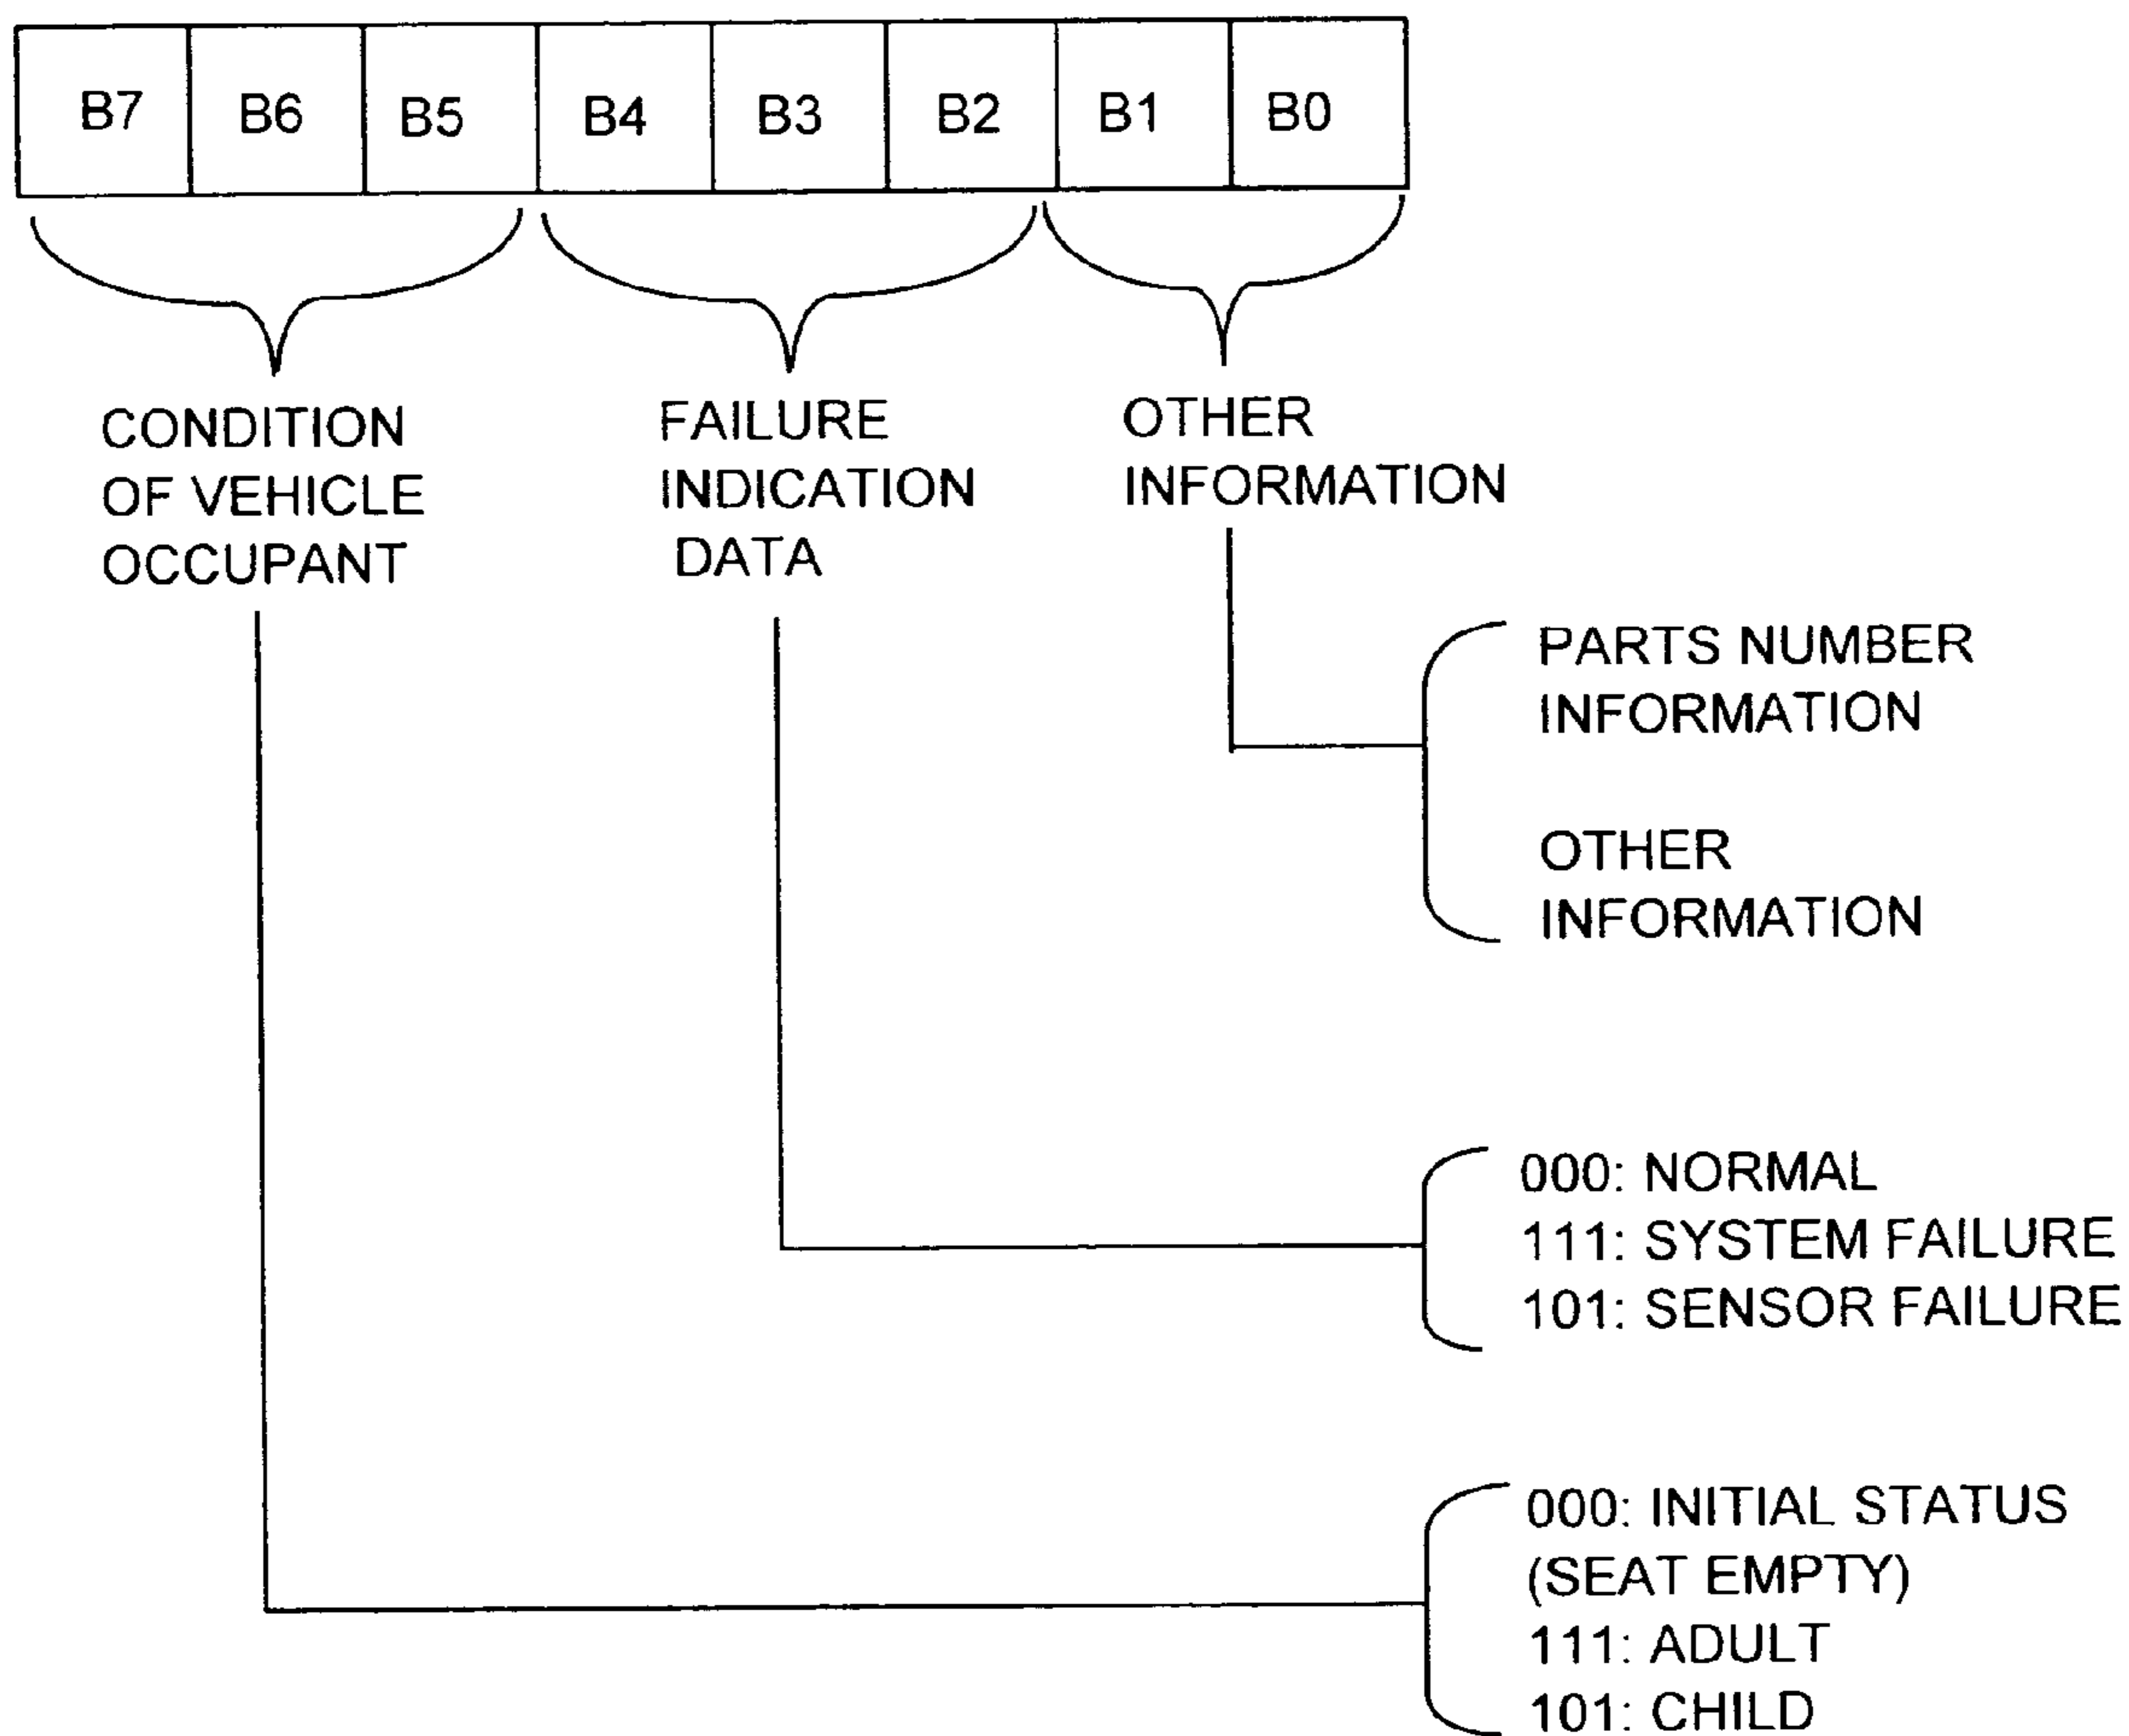 B7 B6 B5 B4 B3 B2 B1 B0
CONDITION
OF VEHICLE
OCCUPANT
FAILURE
INDICATION
DATA
OTHER
INFORMATION
PARTS NUMBER
INFORMATION
OTHER
INFORMATION
000: NORMAL
111: SYSTEM FAILURE
101: SENSOR FAILURE
000: INITIAL STATUS
(SEAT EMPTY)
111: ADULT
101: CHILD